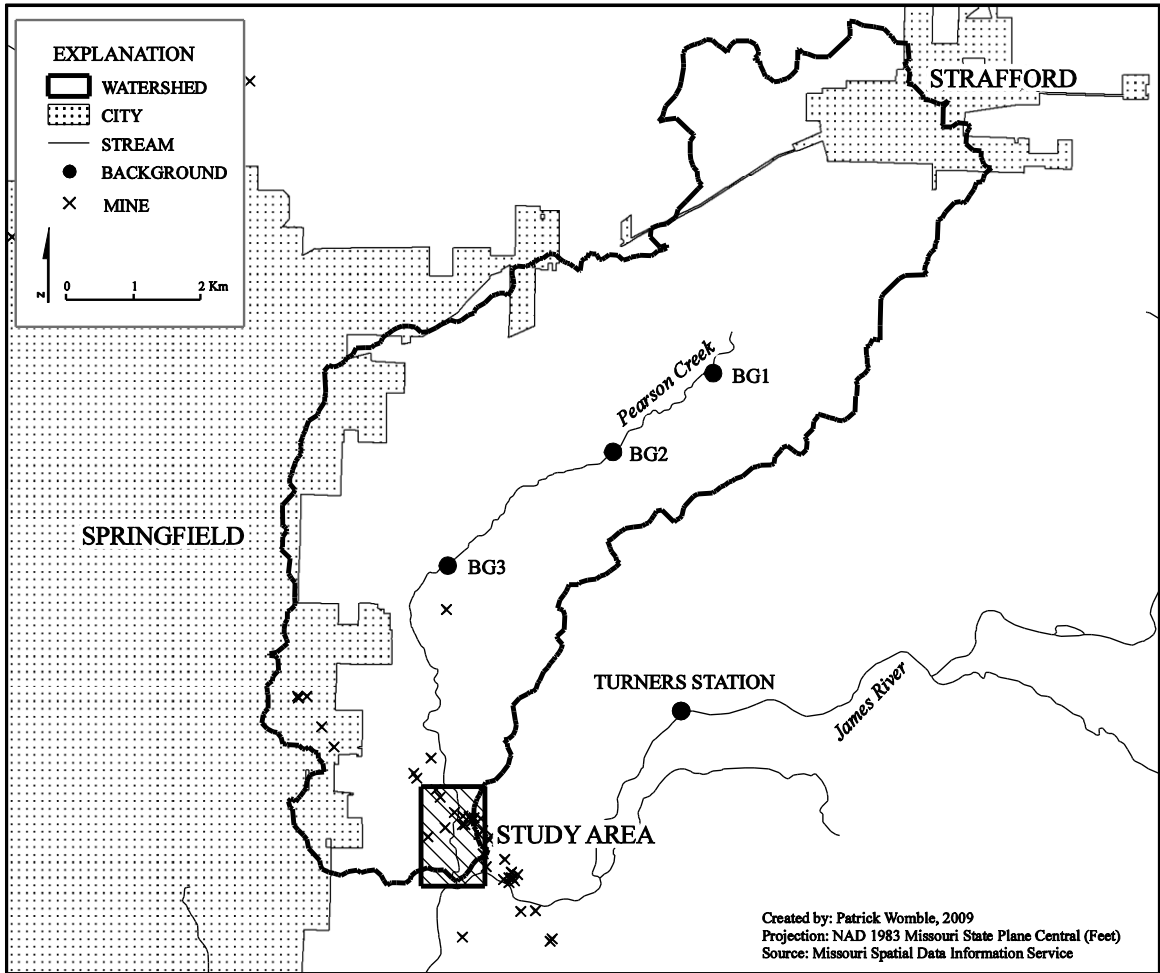 EXPLANATION
WATERSHED
CITY
STREAM
BACKGROUND
MINE
N
0 1 2 Km
STRAFFORD
Pearson Creek
BG1
BG2
SPRINGFIELD
BG3
TURNERS STATION
James River
STUDY AREA
Created by: Patrick Womble, 2009
Projection: NAD 1983 Missouri State Plane Central (Feet)
Source: Missouri Spatial Data Information Service